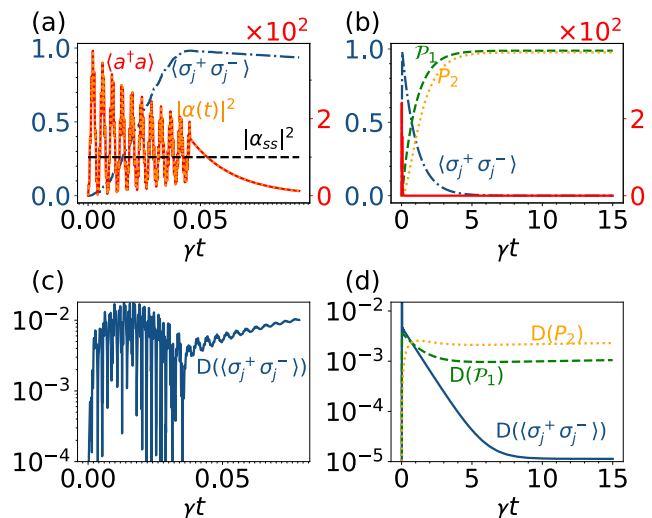 (a)
×10²
1.0
0.5
0.0
2
0
⟨a†a⟩
⟨σⱼ⁺σⱼ⁻⟩
|α(t)|²
|αₛₛ|²
0.00
0.05
γt
(b)
×10²
1.0
0.5
0.0
2
0
𝒫₁
P₂
⟨σⱼ⁺σⱼ⁻⟩
0
5
10
15
γt
(c)
10⁻²
10⁻³
10⁻⁴
D(⟨σⱼ⁺σⱼ⁻⟩)
0.00
0.05
γt
(d)
10⁻²
10⁻³
10⁻⁴
10⁻⁵
D(P₂)
D(𝒫₁)
D(⟨σⱼ⁺σⱼ⁻⟩)
0
5
10
15
γt